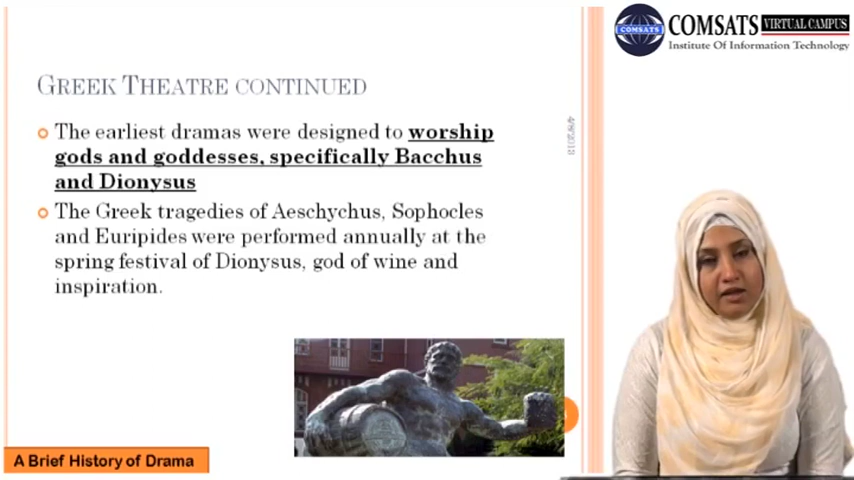 COMSATS VIRTUAL CAMPUS
Institute Of Information Technology
COMSATS
GREEK THEATRE CONTINUED
The earliest dramas were designed to worship
gods and goddesses, specifically Bacchus
and Dionysus
The Greek tragedies of Aeschychus, Sophocles
and Euripides were performed annually at the
spring festival of Dionysus, god of wine and
inspiration.
A Brief History of Drama